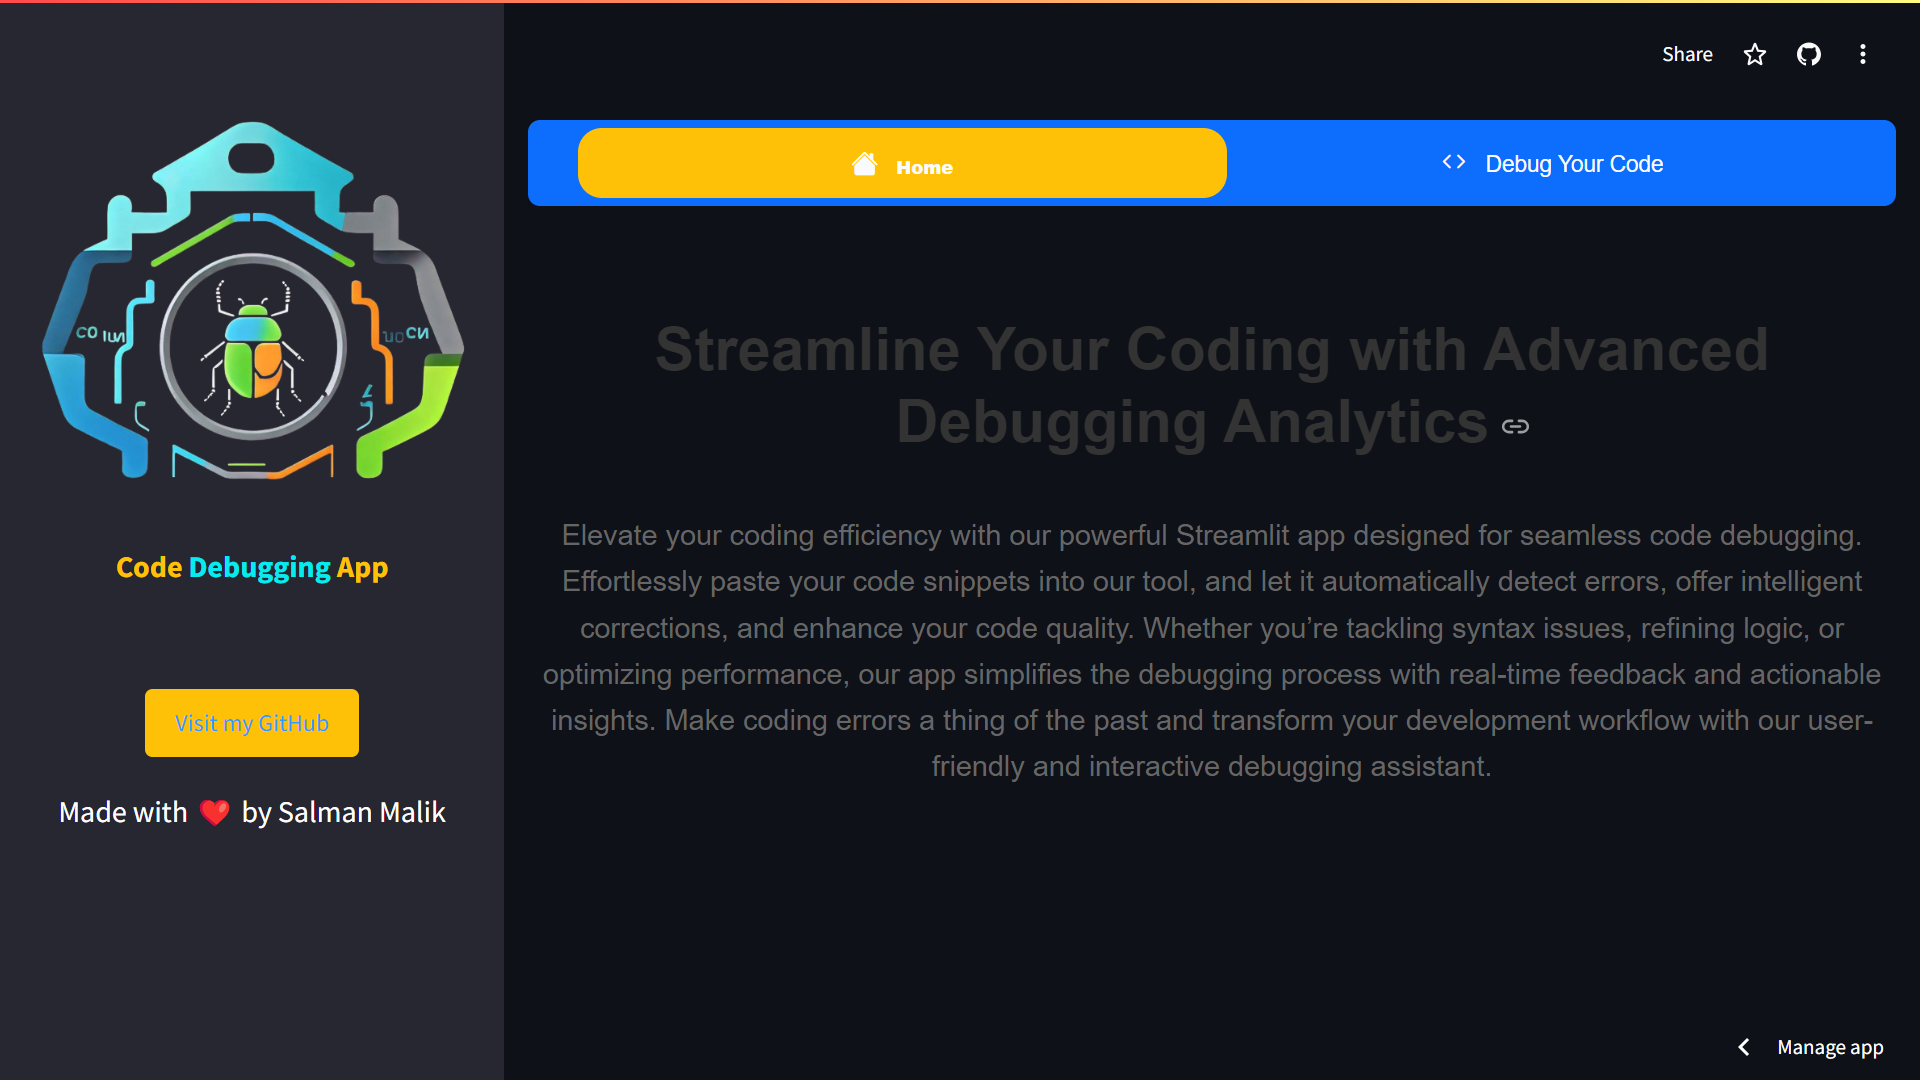 Share
Home
Debug Your Code
Streamline Your Coding with Advanced
Debugging Analytics
Elevate your coding efficiency with our powerful Streamlit app designed for seamless code debugging.
Effortlessly paste your code snippets into our tool, and let it automatically detect errors, offer intelligent
corrections, and enhance your code quality. Whether you’re tackling syntax issues, refining logic, or
optimizing performance, our app simplifies the debugging process with real-time feedback and actionable
insights. Make coding errors a thing of the past and transform your development workflow with our user-
friendly and interactive debugging assistant.
Code Debugging App
Visit my GitHub
Made with ❤️ by Salman Malik
Manage app